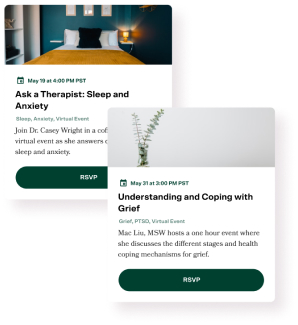 May 19 at 4:00 PM PST
Ask a Therapist: Sleep and
Anxiety
Sleep, Anxiety, Virtual Event
Join Dr. Casey Wright in a
virtual event as she answers
sleep and anxiety.
RSVP
May 31 at 3:00 PM PST
Understanding and Coping with
Grief
Grief, PTSD, Virtual Event
Mac Liu, MSW hosts a one hour event where
she discusses the different stages and health
coping mechanisms for grief.
RSVP